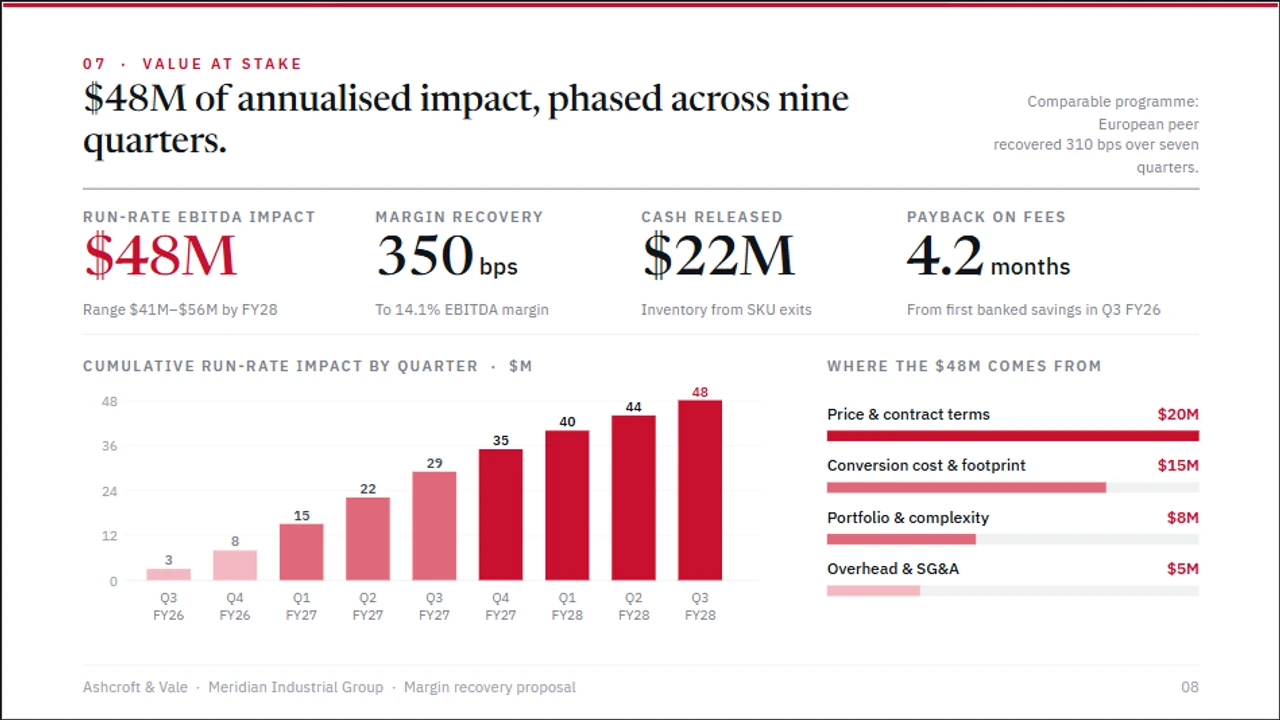 07 · VALUE AT STAKE
$48M of annualised impact, phased across nine
quarters.
Comparable programme:
European peer
recovered 310 bps over seven
quarters.
RUN-RATE EBITDA IMPACT
$48M
Range $41M–$56M by FY28
MARGIN RECOVERY
350 bps
To 14.1% EBITDA margin
CASH RELEASED
$22M
Inventory from SKU exits
PAYBACK ON FEES
4.2 months
From first banked savings in Q3 FY26
CUMULATIVE RUN-RATE IMPACT BY QUARTER · $M
48
36
24
12
0
3
8
15
22
29
35
40
44
48
Q3 Q4 Q1 Q2 Q3 Q4 Q1 Q2 Q3
FY26 FY26 FY27 FY27 FY27 FY27 FY28 FY28 FY28
WHERE THE $48M COMES FROM
Price & contract terms $20M
Conversion cost & footprint $15M
Portfolio & complexity $8M
Overhead & SG&A $5M
Ashcroft & Vale · Meridian Industrial Group · Margin recovery proposal
08